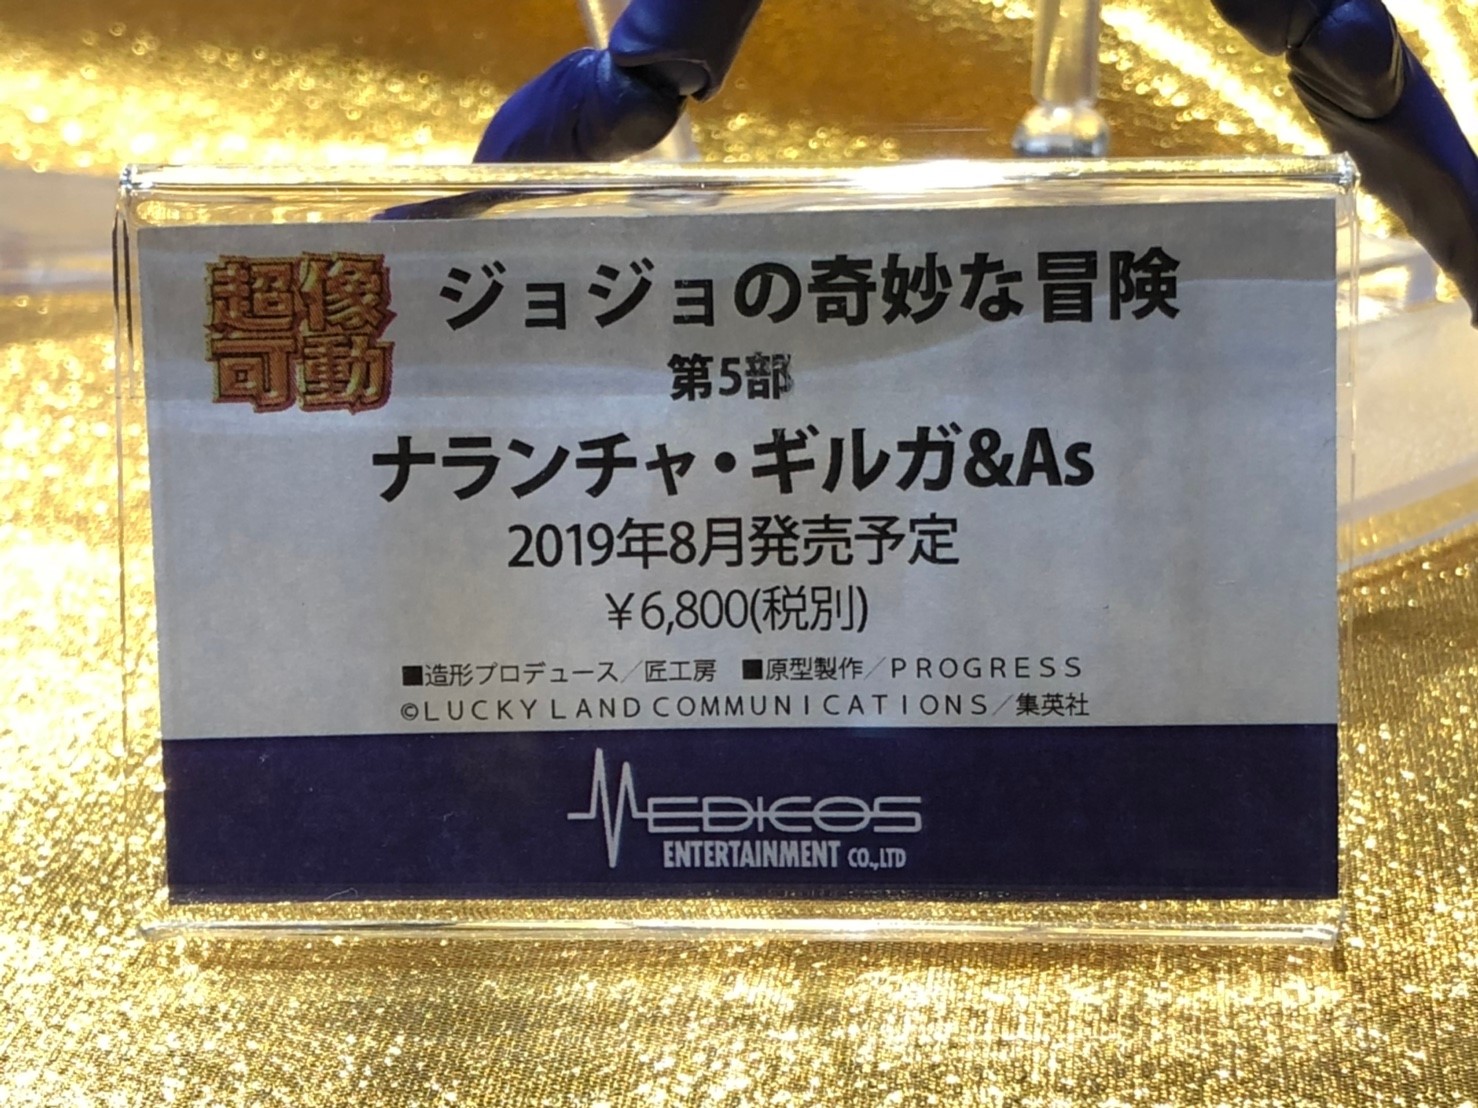 超像
可動
ジョジョの奇妙な冒険
第5部
ナランチャ・ギルガ&As
2019年8月発売予定
￥6,800(税別)
■造形プロデュース／匠工房　■原型製作／PROGRESS
©LUCKY LAND COMMUNICATIONS／集英社
MEDICOS
ENTERTAINMENT CO.,LTD